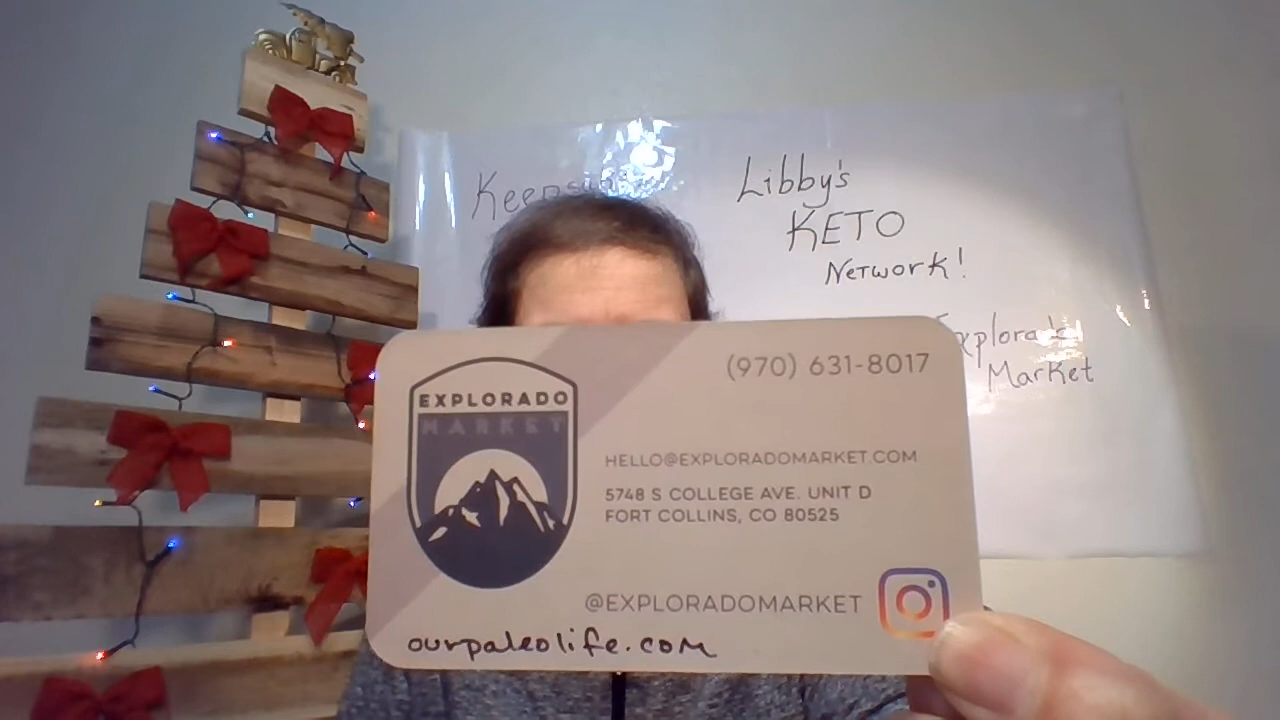 Libby's
KETO
Network!
Market
EXPLORADO
MARKET
(970) 631-8017
HELLO@EXPLORADOMARKET.COM
5748 S COLLEGE AVE. UNIT D
FORT COLLINS, CO 80525
@EXPLORADOMARKET
ourpaleolife.com